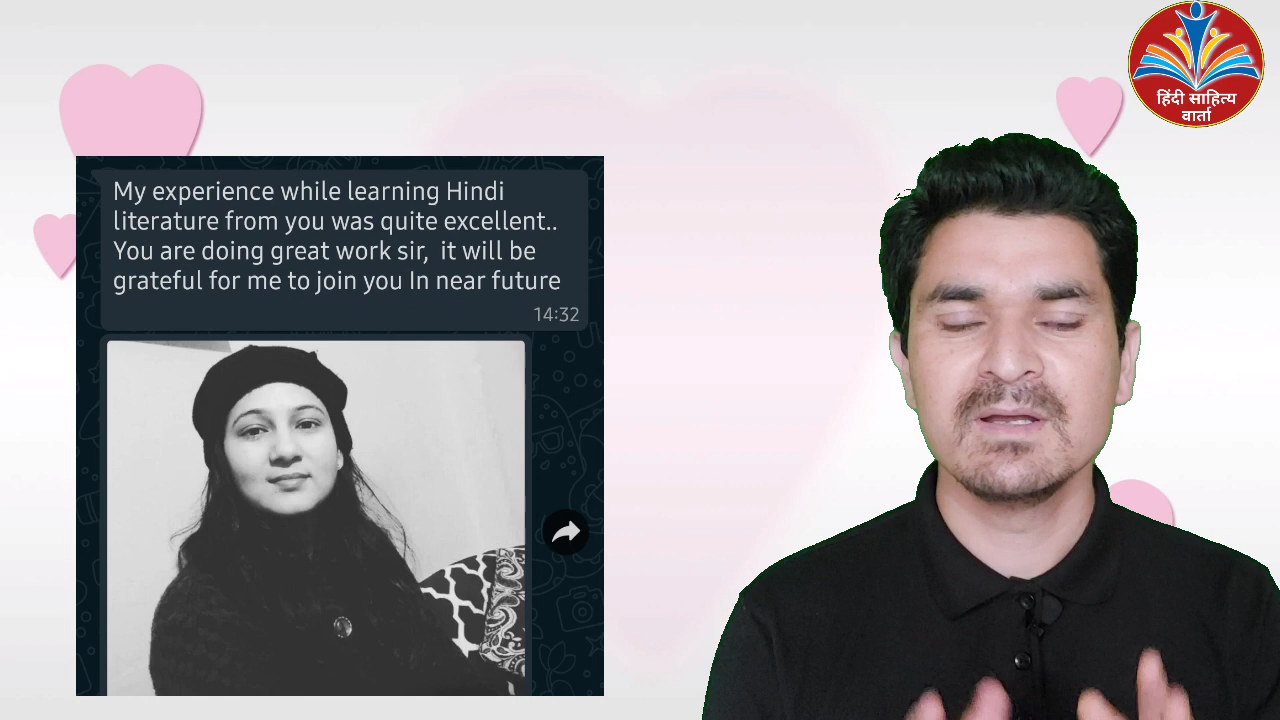 हिंदी साहित्य
वार्ता
My experience while learning Hindi
literature from you was quite excellent..
You are doing great work sir,  it will be
grateful for me to join you In near future
14:32